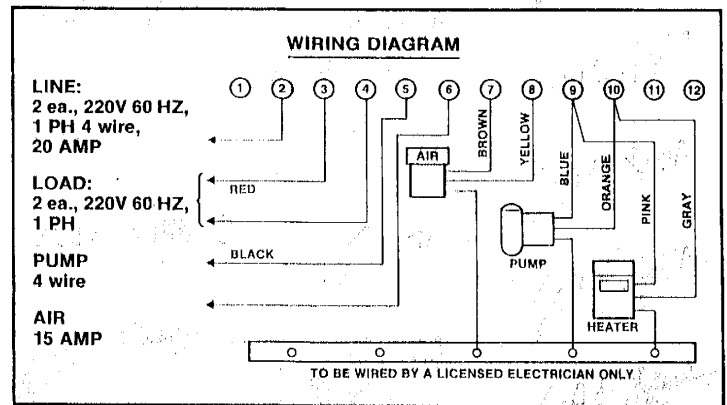 WIRING DIAGRAM
LINE:
2 ea., 220V 60 HZ,
1 PH 4 wire,
20 AMP
LOAD:
2 ea., 220V 60 HZ,
1 PH
PUMP
4 wire
AIR
15 AMP
1 2 3 4 5 6 7 8 9 10 11 12
RED
BLACK
AIR
BROWN
YELLOW
BLUE
ORANGE
PINK
GRAY
PUMP
HEATER
TO BE WIRED BY A LICENSED ELECTRICIAN ONLY.